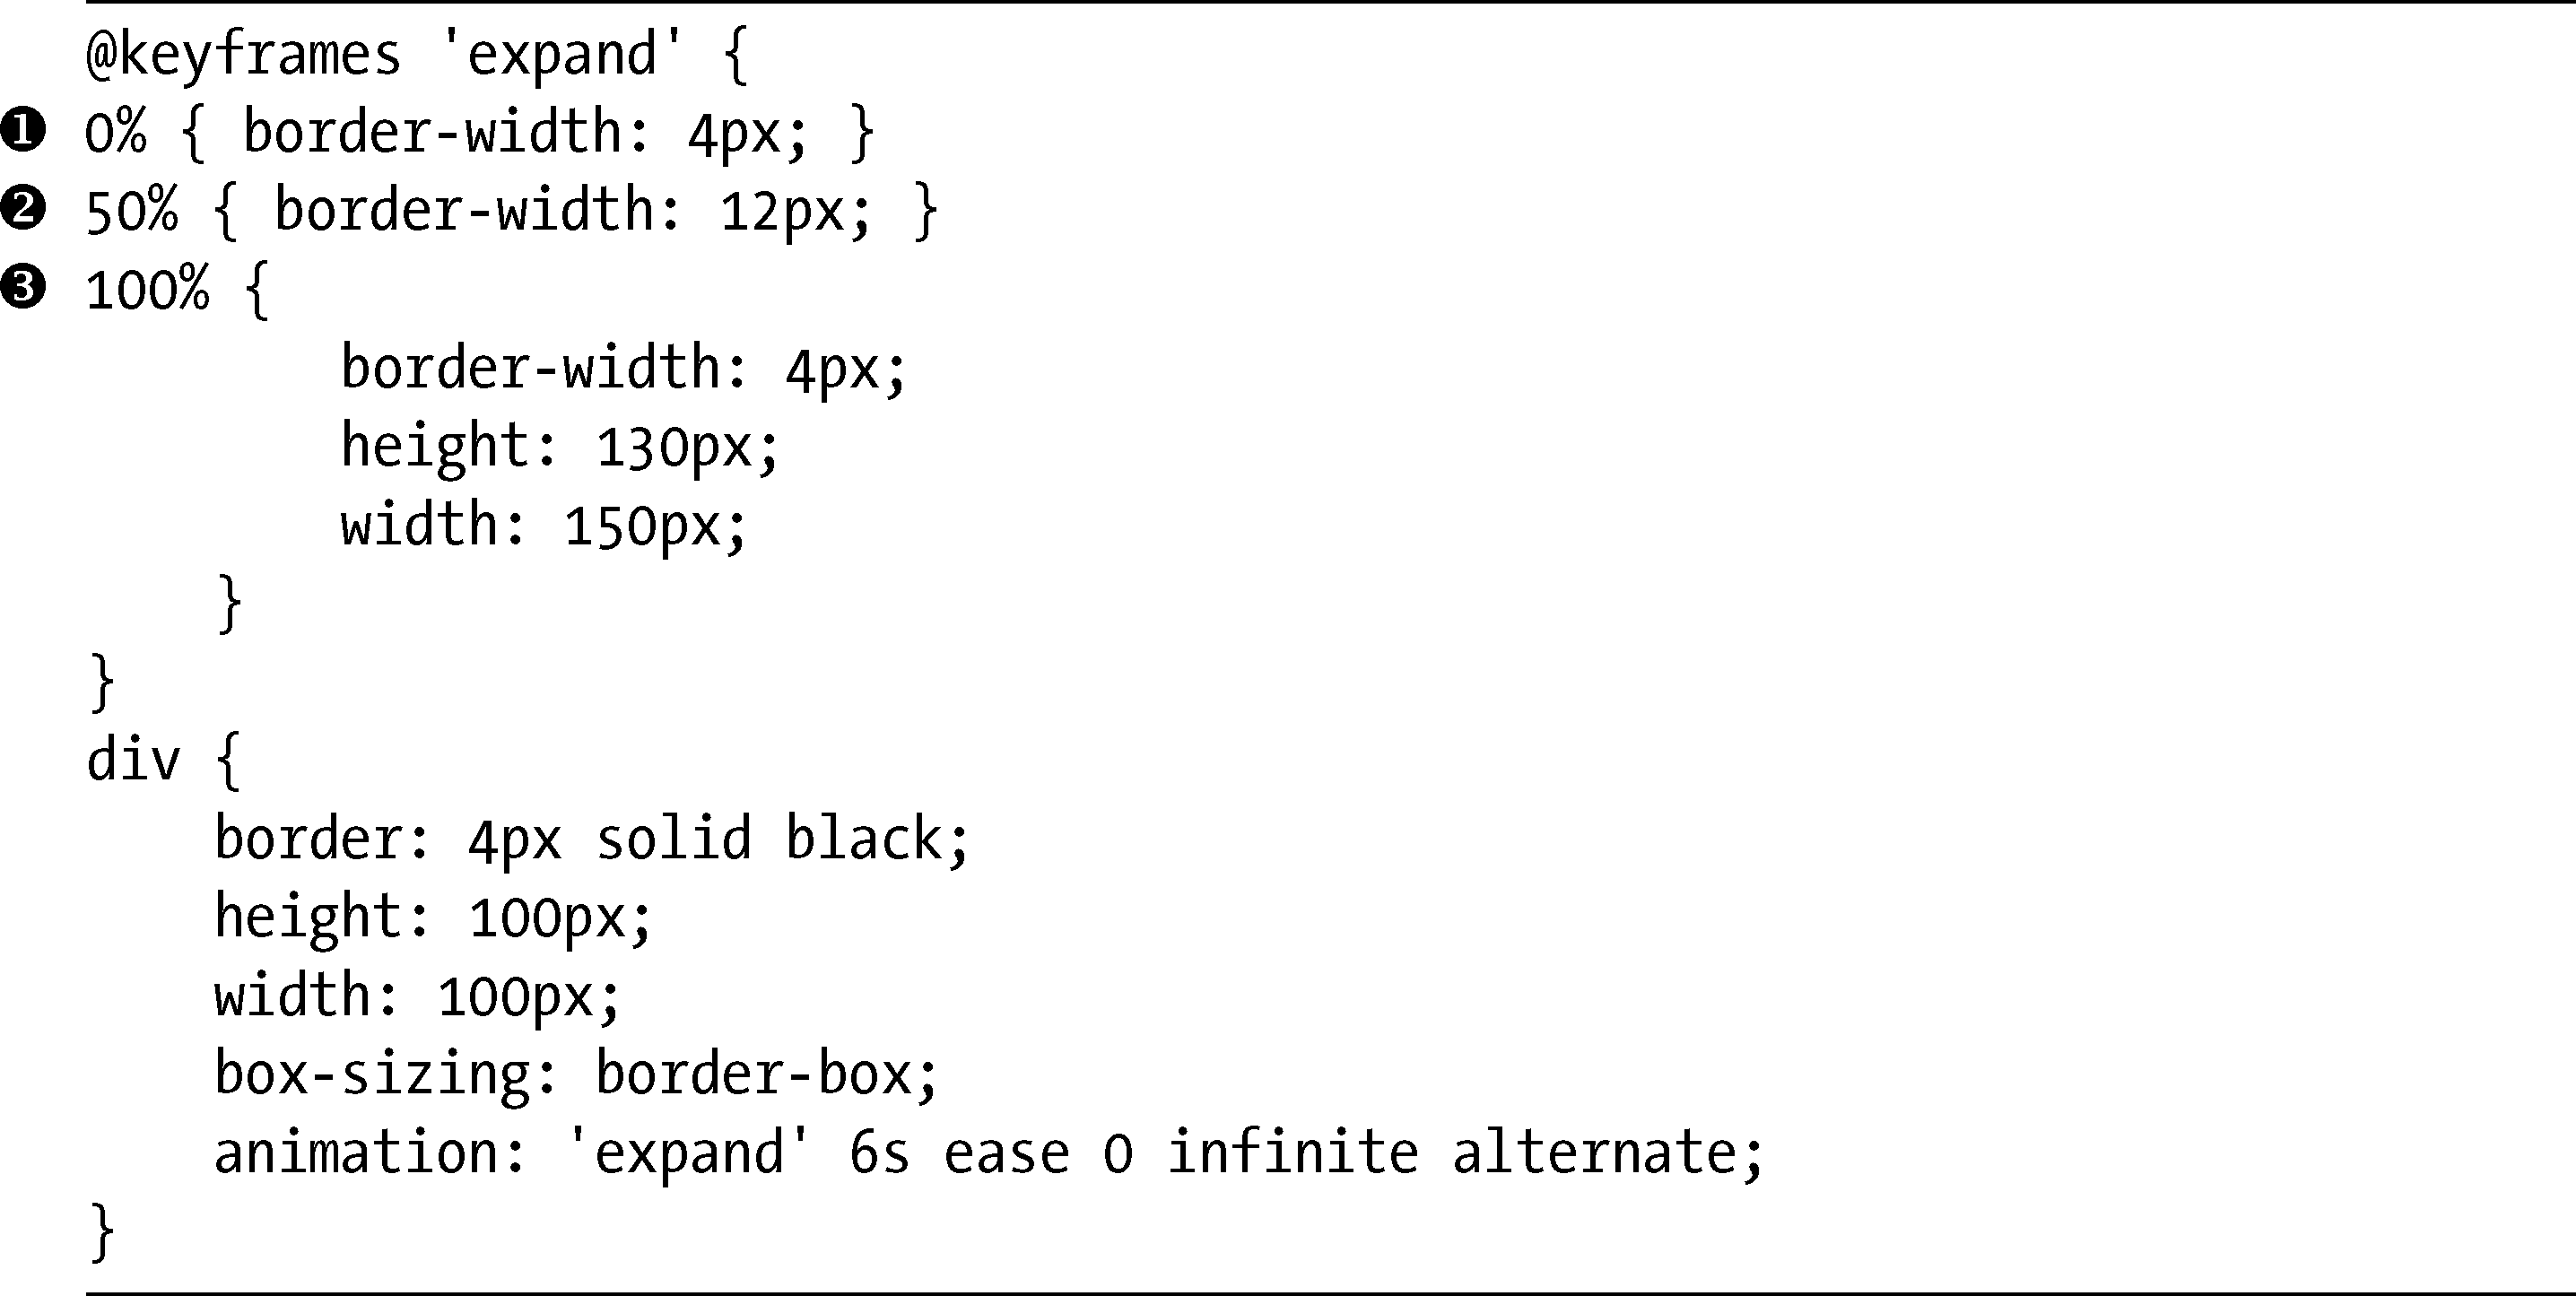 @keyframes 'expand' {
❶ 0% { border-width: 4px; }
❷ 50% { border-width: 12px; }
❸ 100% {
        border-width: 4px;
        height: 130px;
        width: 150px;
    }
}
div {
    border: 4px solid black;
    height: 100px;
    width: 100px;
    box-sizing: border-box;
    animation: 'expand' 6s ease 0 infinite alternate;
}